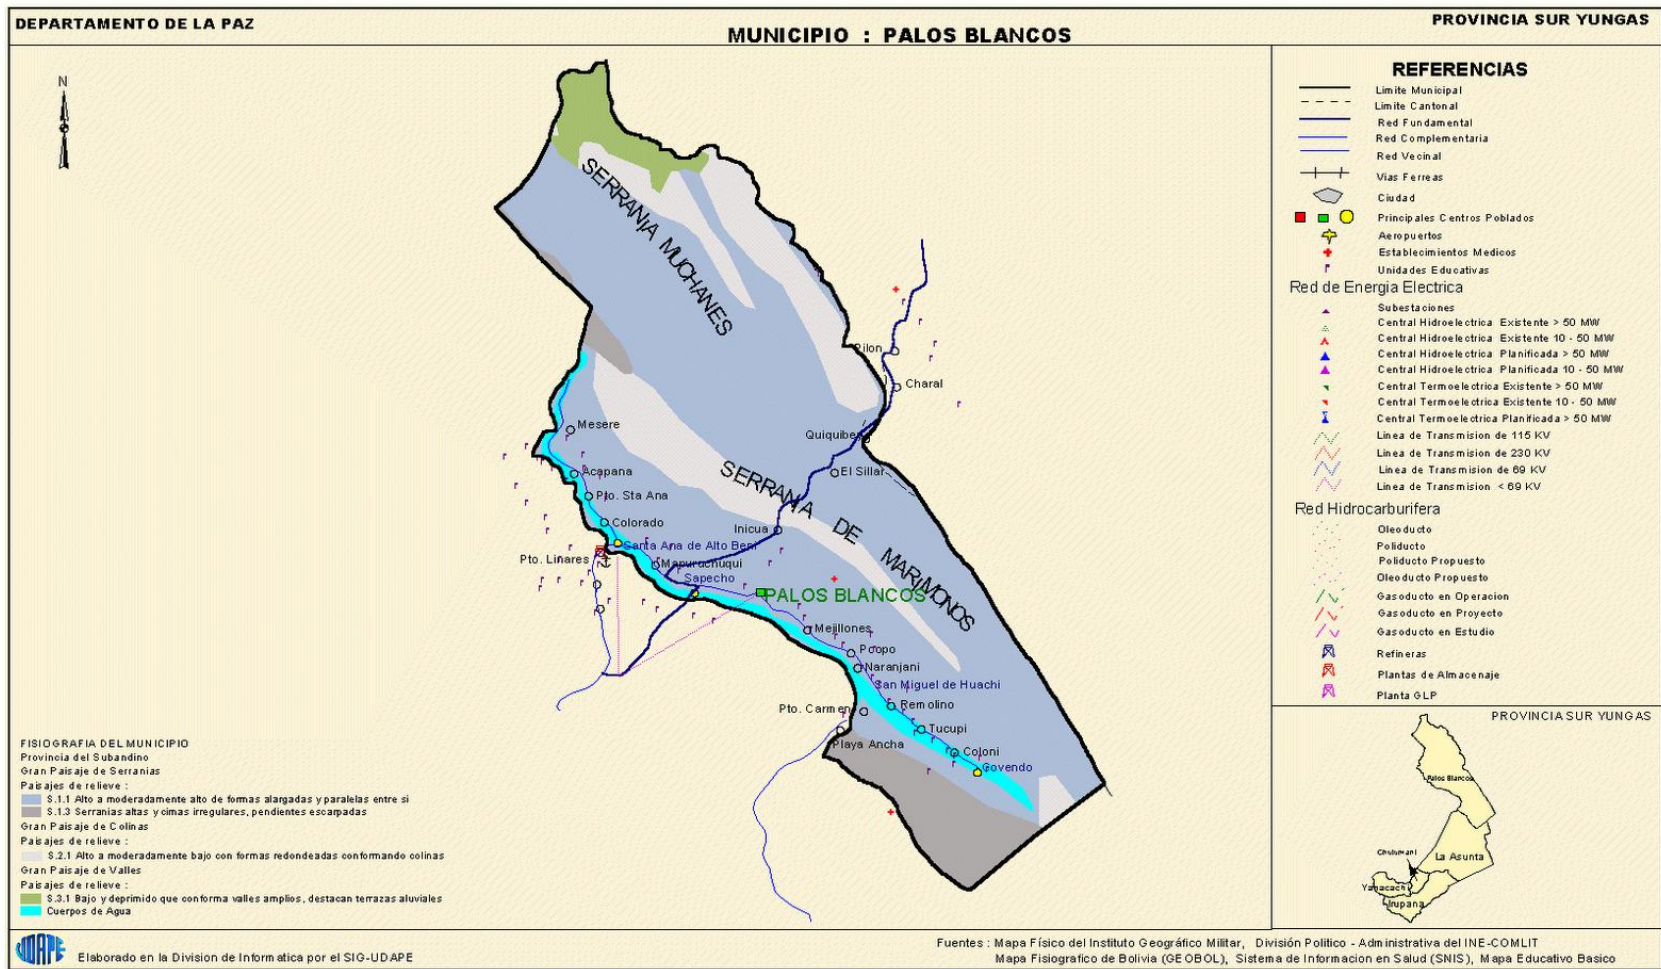 DEPARTAMENTO DE LA PAZ
MUNICIPIO : PALOS BLANCOS
PROVINCIA SUR YUNGAS
N
SERRANIA MUCHANES
Pilon
Charal
Quiquibey
El Sillar
Mesere
SERRANIA DE MARIMONOS
Acapana
Pto. Sta Ana
Colorado
Inicua
Santa Ana de Alto Beni
Pto. Linares
Mapuruchuqui
Sapecho
PALOS BLANCOS
Mejillones
Poopo
Naranjani
San Miguel de Huachi
Pto. Carmen
Remolino
Tucupi
Playa Ancha
Coloni
Covendo
REFERENCIAS
Limite Municipal
Limite Cantonal
Red Fundamental
Red Complementaria
Red Vecinal
Vias Ferreas
Ciudad
Principales Centros Poblados
Aeropuertos
Establecimientos Medicos
Unidades Educativas
Red de Energia Electrica
Subestaciones
Central Hidroelectrica Existente > 50 MW
Central Hidroelectrica Existente 10 - 50 MW
Central Hidroelectrica Planificada > 50 MW
Central Hidroelectrica Planificada 10 - 50 MW
Central Termoelectrica Existente > 50 MW
Central Termoelectrica Existente 10 - 50 MW
Central Termoelectrica Planificada > 50 MW
Linea de Transmision de 115 KV
Linea de Transmision de 230 KV
Linea de Transmision de 69 KV
Linea de Transmision < 69 KV
Red Hidrocarburifera
Oleoducto
Poliducto
Poliducto Propuesto
Oleoducto Propuesto
Gasoducto en Operacion
Gasoducto en Proyecto
Gasoducto en Estudio
Refineras
Plantas de Almacenaje
Planta GLP
PROVINCIA SUR YUNGAS
Palos Blancos
Chulumani
La Asunta
Yanacachi
Irupana
FISIOGRAFIA DEL MUNICIPIO
Provincia del Subandino
Gran Paisaje de Serranias
Paisajes de relieve :
S.1.1 Alto a moderadamente alto de formas alargadas y paralelas entre si
S.1.3 Serranias altas y cimas irregulares, pendientes escarpadas
Gran Paisaje de Colinas
Paisajes de relieve :
S.2.1 Alto a moderadamente bajo con formas redondeadas conformando colinas
Gran Paisaje de Valles
Paisajes de relieve :
S.3.1 Bajo y deprimido que conforma valles amplios, destacan terrazas aluviales
Cuerpos de Agua
UDAPE
Elaborado en la Division de Informatica por el SIG-UDAPE
Fuentes : Mapa Físico del Instituto Geográfico Militar, División Politico - Administrativa del INE-COMLIT
Mapa Fisiografico de Bolivia (GEOBOL), Sistema de Informacion en Salud (SNIS), Mapa Educativo Basico